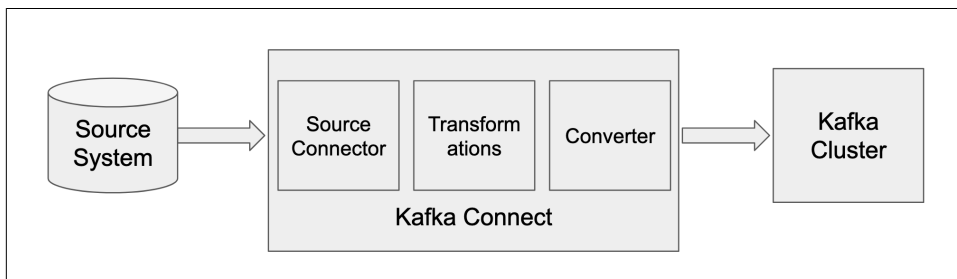 Source
System
Source
Connector
Transform
ations
Converter
Kafka Connect
Kafka
Cluster